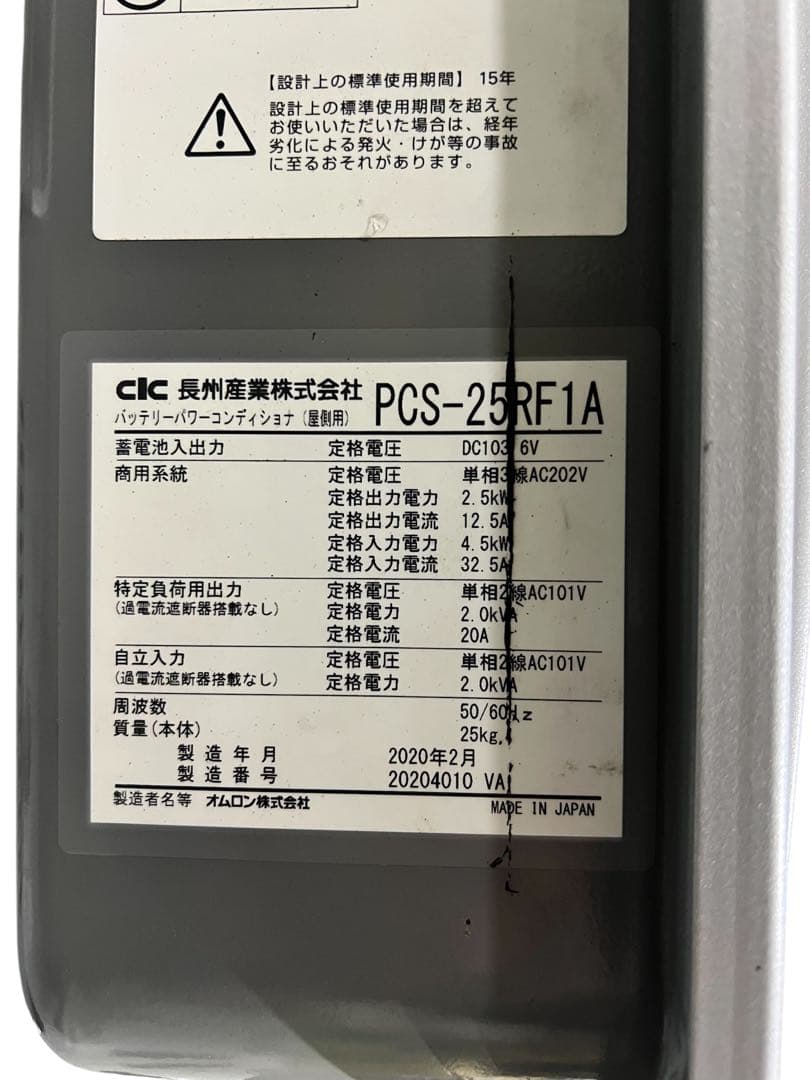 【設計上の標準使用期間】 15年
設計上の標準使用期間を超えて
お使いいただいた場合は、経年
劣化による発火・けが等の事故
に至るおそれがあります。
CIC 長州産業株式会社 PCS-25RF1A
バッテリーパワーコンディショナ(屋側用)
蓄電池入出力 定格電圧 DC103.6V
商用系統 定格電圧 単相3線AC202V
定格出力電力 2.5kW
定格出力電流 12.5A
定格入力電力 4.5kW
定格入力電流 32.5A
特定負荷用出力 定格電圧 単相2線AC101V
(過電流遮断器搭載なし) 定格電力 2.0kVA
定格電流 20A
自立入力 定格電圧 単相2線AC101V
(過電流遮断器搭載なし) 定格電力 2.0kVA
周波数 50/60Hz
質量(本体) 25kg
製造年月 2020年2月
製造番号 20204010 VA
製造者名等 オムロン株式会社 MADE IN JAPAN